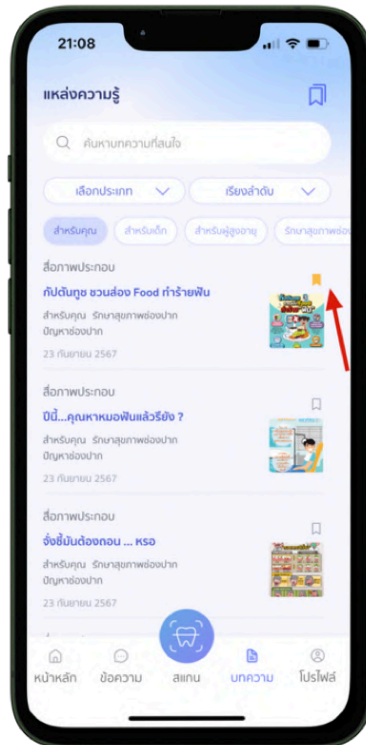 21:08
แหล่งความรู้
ค้นหาบทความที่สนใจ
เลือกประเภท
เรียงลำดับ
สำหรับคุณ
สำหรับเด็ก
สำหรับผู้สูงอายุ
รักษาสุขภาพช่อง
สื่อภาพประกอบ
กัปตันทูธ ชวนส่อง Food ทำร้ายฟัน
สำหรับคุณ รักษาสุขภาพช่องปาก
ปัญหาช่องปาก
23 กันยายน 2567
สื่อภาพประกอบ
ปีนี้...คุณหาหมอฟันแล้วรึยัง ?
สำหรับคุณ รักษาสุขภาพช่องปาก
ปัญหาช่องปาก
23 กันยายน 2567
สื่อภาพประกอบ
จั่งซี้มันต้องถอน ... หรอ
สำหรับคุณ รักษาสุขภาพช่องปาก
ปัญหาช่องปาก
23 กันยายน 2567
หน้าหลัก
ข้อความ
สแกน
บทความ
โปรไฟล์